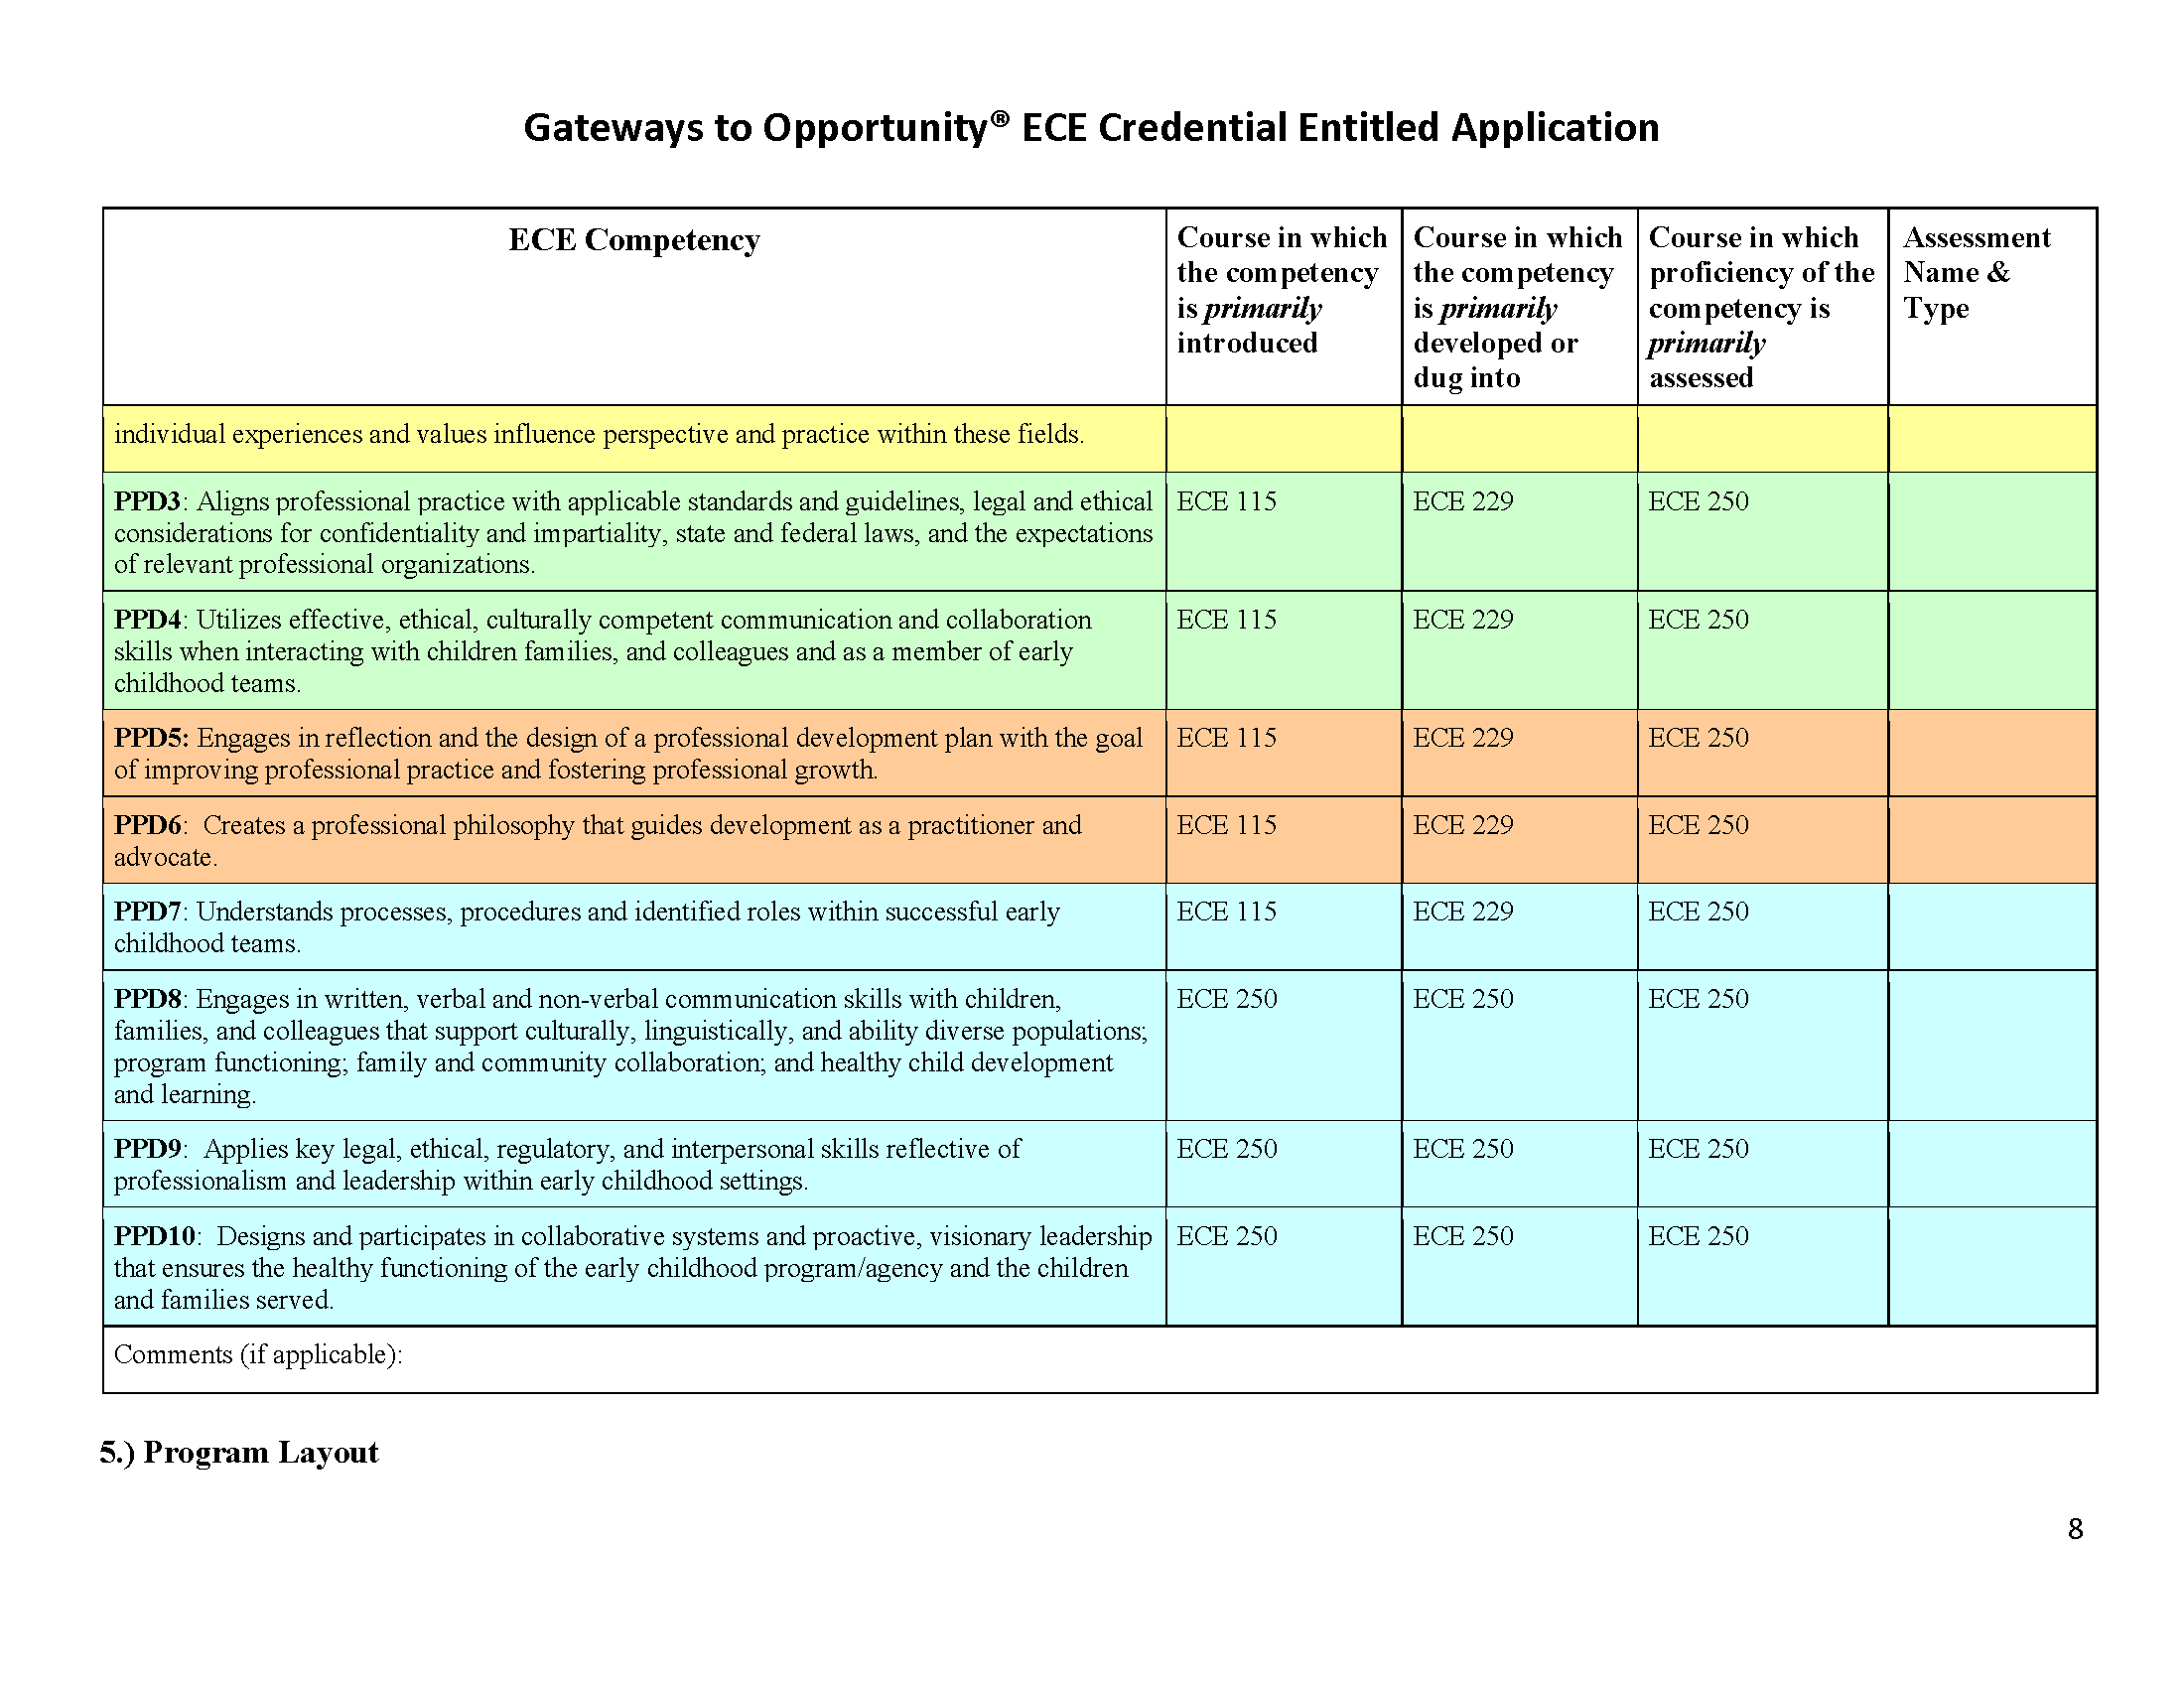 Gateways to Opportunity® ECE Credential Entitled Application
ECE Competency
Course in which
the competency
is primarily
introduced
Course in which
the competency
is primarily
developed or
dug into
Course in which
proficiency of the
competency is
primarily
assessed
Assessment
Name &
Type
individual experiences and values influence perspective and practice within these fields.
PPD3: Aligns professional practice with applicable standards and guidelines, legal and ethical
considerations for confidentiality and impartiality, state and federal laws, and the expectations
of relevant professional organizations.
ECE 115
ECE 229
ECE 250
PPD4: Utilizes effective, ethical, culturally competent communication and collaboration
skills when interacting with children families, and colleagues and as a member of early
childhood teams.
ECE 115
ECE 229
ECE 250
PPD5: Engages in reflection and the design of a professional development plan with the goal
of improving professional practice and fostering professional growth.
ECE 115
ECE 229
ECE 250
PPD6:  Creates a professional philosophy that guides development as a practitioner and
advocate.
ECE 115
ECE 229
ECE 250
PPD7: Understands processes, procedures and identified roles within successful early
childhood teams.
ECE 115
ECE 229
ECE 250
PPD8: Engages in written, verbal and non-verbal communication skills with children,
families, and colleagues that support culturally, linguistically, and ability diverse populations;
program functioning; family and community collaboration; and healthy child development
and learning.
ECE 250
ECE 250
ECE 250
PPD9:  Applies key legal, ethical, regulatory, and interpersonal skills reflective of
professionalism and leadership within early childhood settings.
ECE 250
ECE 250
ECE 250
PPD10:  Designs and participates in collaborative systems and proactive, visionary leadership
that ensures the healthy functioning of the early childhood program/agency and the children
and families served.
ECE 250
ECE 250
ECE 250
Comments (if applicable):
5.) Program Layout
8